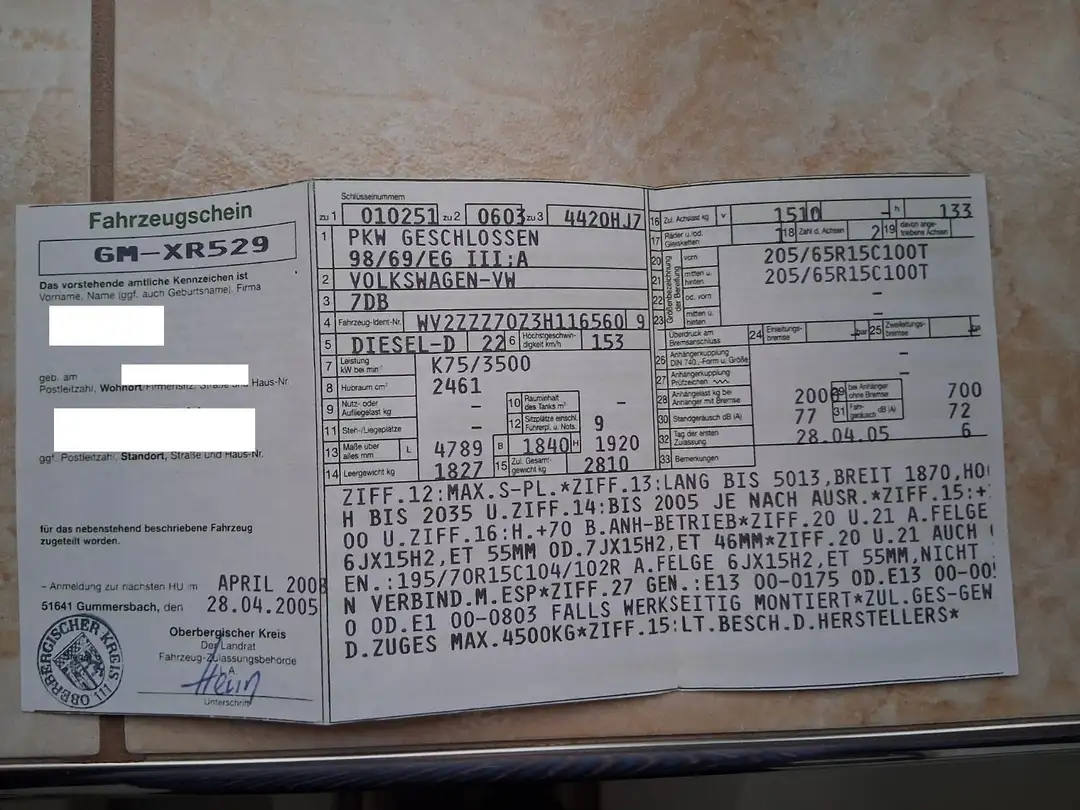 Fahrzeugschein
GM-XR529
Das vorstehende amtliche Kennzeichen ist
Vorname, Name (ggf. auch Geburtsname), Firma
geb. am
Postleitzahl, Wohnort Firmensitz, Straße und Haus-Nr.
ggf. Postleitzahl, Standort, Straße und Haus-Nr.
für das nebenstehend beschriebene Fahrzeug
zugeteilt worden.
– Anmeldung zur nächsten HU im APRIL 2008
51641 Gummersbach, den 28.04.2005
Oberbergischer Kreis
Der Landrat
Fahrzeug-Zulassungsbehörde
A
Unterschrift
OBERBERGISCHER KREIS
Schlüsselnummern
zu 1 010251 zu 2 0603 zu 3 4420HJ7
1 PKW GESCHLOSSEN
98/69/EG III:A
2 VOLKSWAGEN-VW
3 7DB
4 Fahrzeug-Ident-Nr. WV2ZZZ70Z3H116560 9
5 DIESEL-D 22 6 Höchstgeschwindigkeit km/h 153
7 Leistung kW bei min K75/3500
8 Hubraum cm³ 2461
9 Nutz- oder Aufliegelast kg – 10 Rauminhalt des Tanks m³ –
11 Steh-/Liegeplätze – 12 Sitzplätze einschl. Führerpl. u. Nots. 9
13 Maße über alles mm L 4789 B 1840 H 1920
14 Leergewicht kg 1827 15 Zul. Gesamtgewicht kg 2810
16 Zul. Achslast kg v 1510 – h 133
17 Räder u./od. Gleisketten 1 18 Zahl d. Achsen 2 19 davon angetriebene Achsen
Größenbezeichnung der Bereifung
20 vorn 205/65R15C100T
21 mitten u. hinten 205/65R15C100T
22 od. vorn –
23 mitten u. hinten –
Überdruck am Bremsanschluss 24 Einleitungsbremse bar 25 Zweileitungsbremse
26 Anhängerkupplung DIN 740.-Form u. Größe –
27 Anhängerkupplung Prüfzeichen –
28 Anhängelast kg bei Anhänger mit Bremse 200 bei Anhänger ohne Bremse 700
30 Standgeräusch dB (A) 77 31 Fahrgeräusch dB (A) 72
32 Tag der ersten Zulassung 28.04.05 6
33 Bemerkungen
ZIFF.12:MAX.S-PL.*ZIFF.13:LANG BIS 5013,BREIT 1870,HO
H BIS 2035 U.ZIFF.14:BIS 2005 JE NACH AUSR.*ZIFF.15:+
00 U.ZIFF.16:H.+70 B.ANH-BETRIEB*ZIFF.20 U.21 A.FELGE
6JX15H2,ET 55MM OD.7JX15H2,ET 46MM*ZIFF.20 U.21 AUCH
EN.:195/70R15C104/102R A.FELGE 6JX15H2,ET 55MM,NICHT
N VERBIND.M.ESP*ZIFF.27 GEN.:E13 00-0175 OD.E13 00-00
0 OD.E1 00-0803 FALLS WERKSEITIG MONTIERT*ZUL.GES-GEW
D.ZUGES MAX.4500KG*ZIFF.15:LT.BESCH.D.HERSTELLERS*